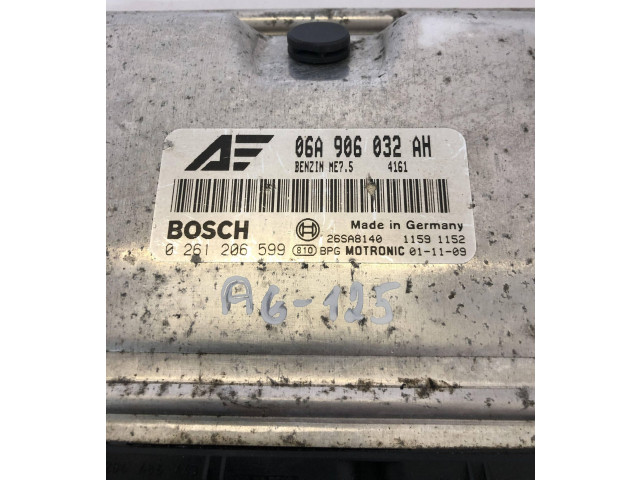 AE 06A 906 032 AH
BENZIN ME7.5 4161
BOSCH Made in Germany
26SA8140 1159 1152
0 261 206 599 810 BPG MOTRONIC 01-11-09
AG-125